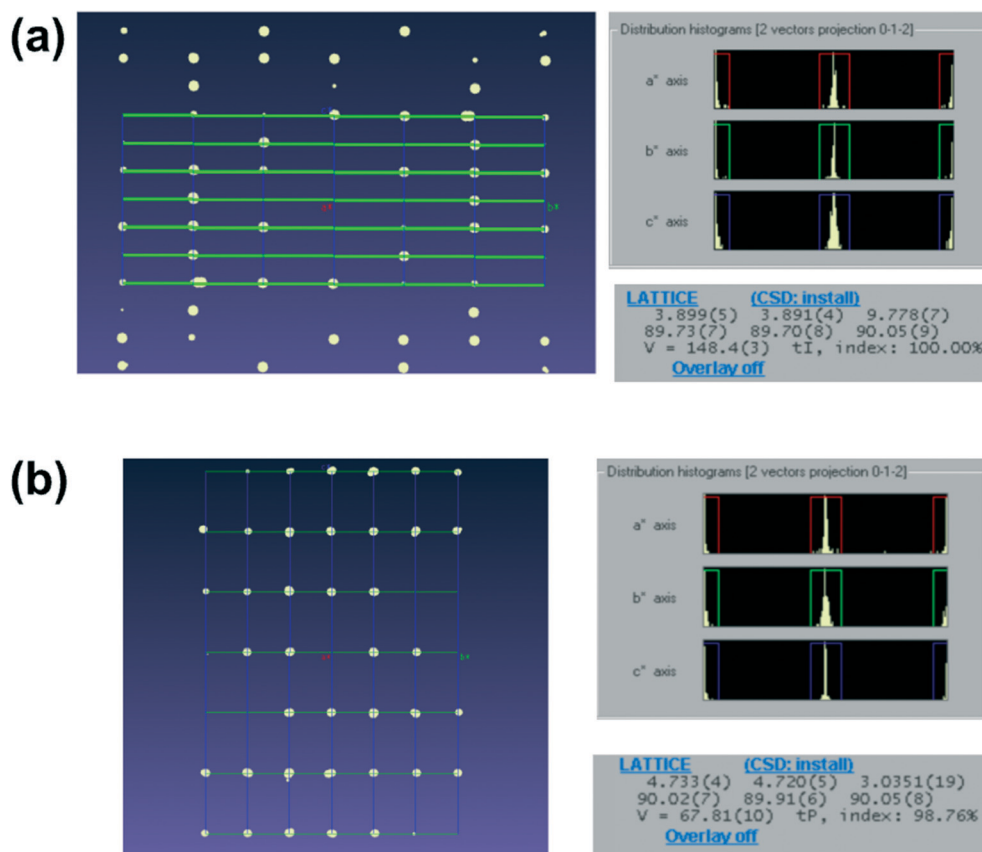 (a)
Distribution histograms [2 vectors projection 0-1-2]
a* axis
b* axis
c* axis
LATTICE (CSD: install)
3.899(5) 3.891(4) 9.778(7)
89.73(7) 89.70(8) 90.05(9)
V = 148.4(3) tI, index: 100.00%
Overlay off
b*
(b)
Distribution histograms [2 vectors projection 0-1-2]
a* axis
b* axis
c* axis
LATTICE (CSD: install)
4.733(4) 4.720(5) 3.0351(19)
90.02(7) 89.91(6) 90.05(8)
V = 67.81(10) tP, index: 98.76%
Overlay off
b*